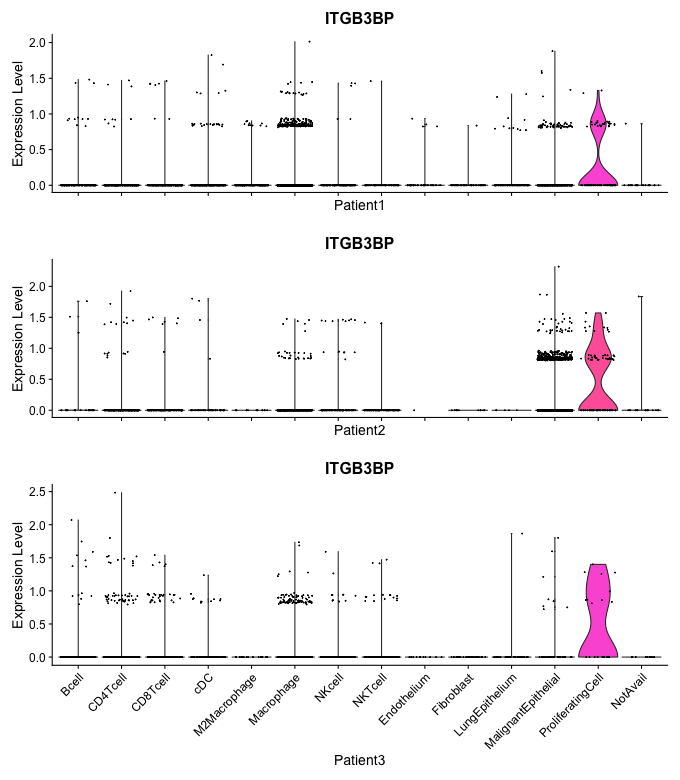 ITGB3BP
Expression Level
2.0
1.5
1.0
0.5
0.0
Patient1
ITGB3BP
Expression Level
2.0
1.5
1.0
0.5
0.0
Patient2
ITGB3BP
Expression Level
2.5
2.0
1.5
1.0
0.5
0.0
Bcell
CD4Tcell
CD8Tcell
cDC
M2Macrophage
Macrophage
NKcell
NKTcell
Endothelium
Fibroblast
LungEpithelium
MalignantEpithelial
ProliferatingCell
NotAvail
Patient3